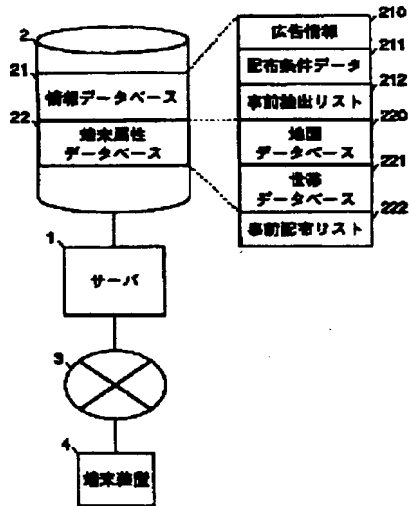 2
21
情報データベース
22
端末属性
データベース
210
広告情報
211
配布条件データ
212
事前抽出リスト
220
地図
データベース
221
世帯
データベース
222
事前配布リスト
1
サーバ
3
4
端末装置